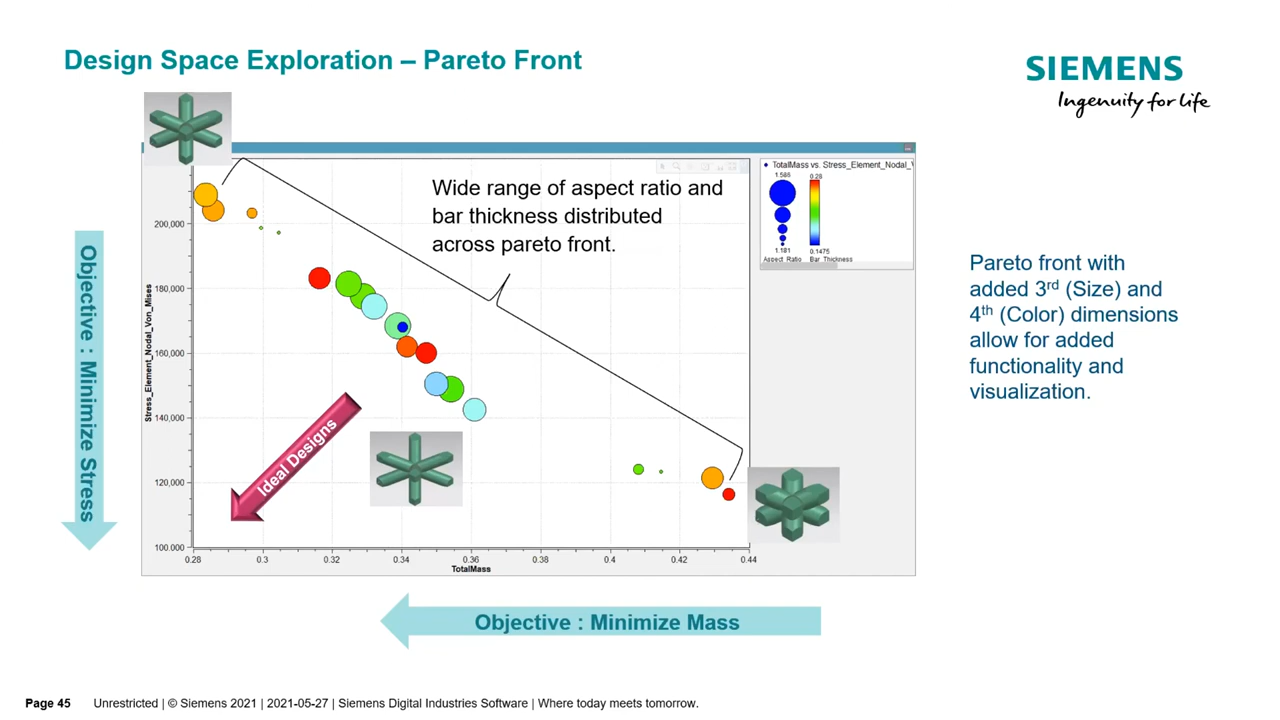 Design Space Exploration – Pareto Front
SIEMENS
Ingenuity for life
TotalMass vs. Stress_Element_Nodal_V
1.586
0.28
1.181
0.1475
Aspect_Ratio
Bar_Thickness
Wide range of aspect ratio and
bar thickness distributed
across pareto front.
Objective : Minimize Stress
Stress_Element_Nodal_Von_Mises
200,000
180,000
160,000
140,000
120,000
100,000
0.28
0.3
0.32
0.34
0.36
0.38
0.4
0.42
0.44
TotalMass
Ideal Designs
Objective : Minimize Mass
Pareto front with
added 3rd (Size) and
4th (Color) dimensions
allow for added
functionality and
visualization.
Page 45 Unrestricted | © Siemens 2021 | 2021-05-27 | Siemens Digital Industries Software | Where today meets tomorrow.